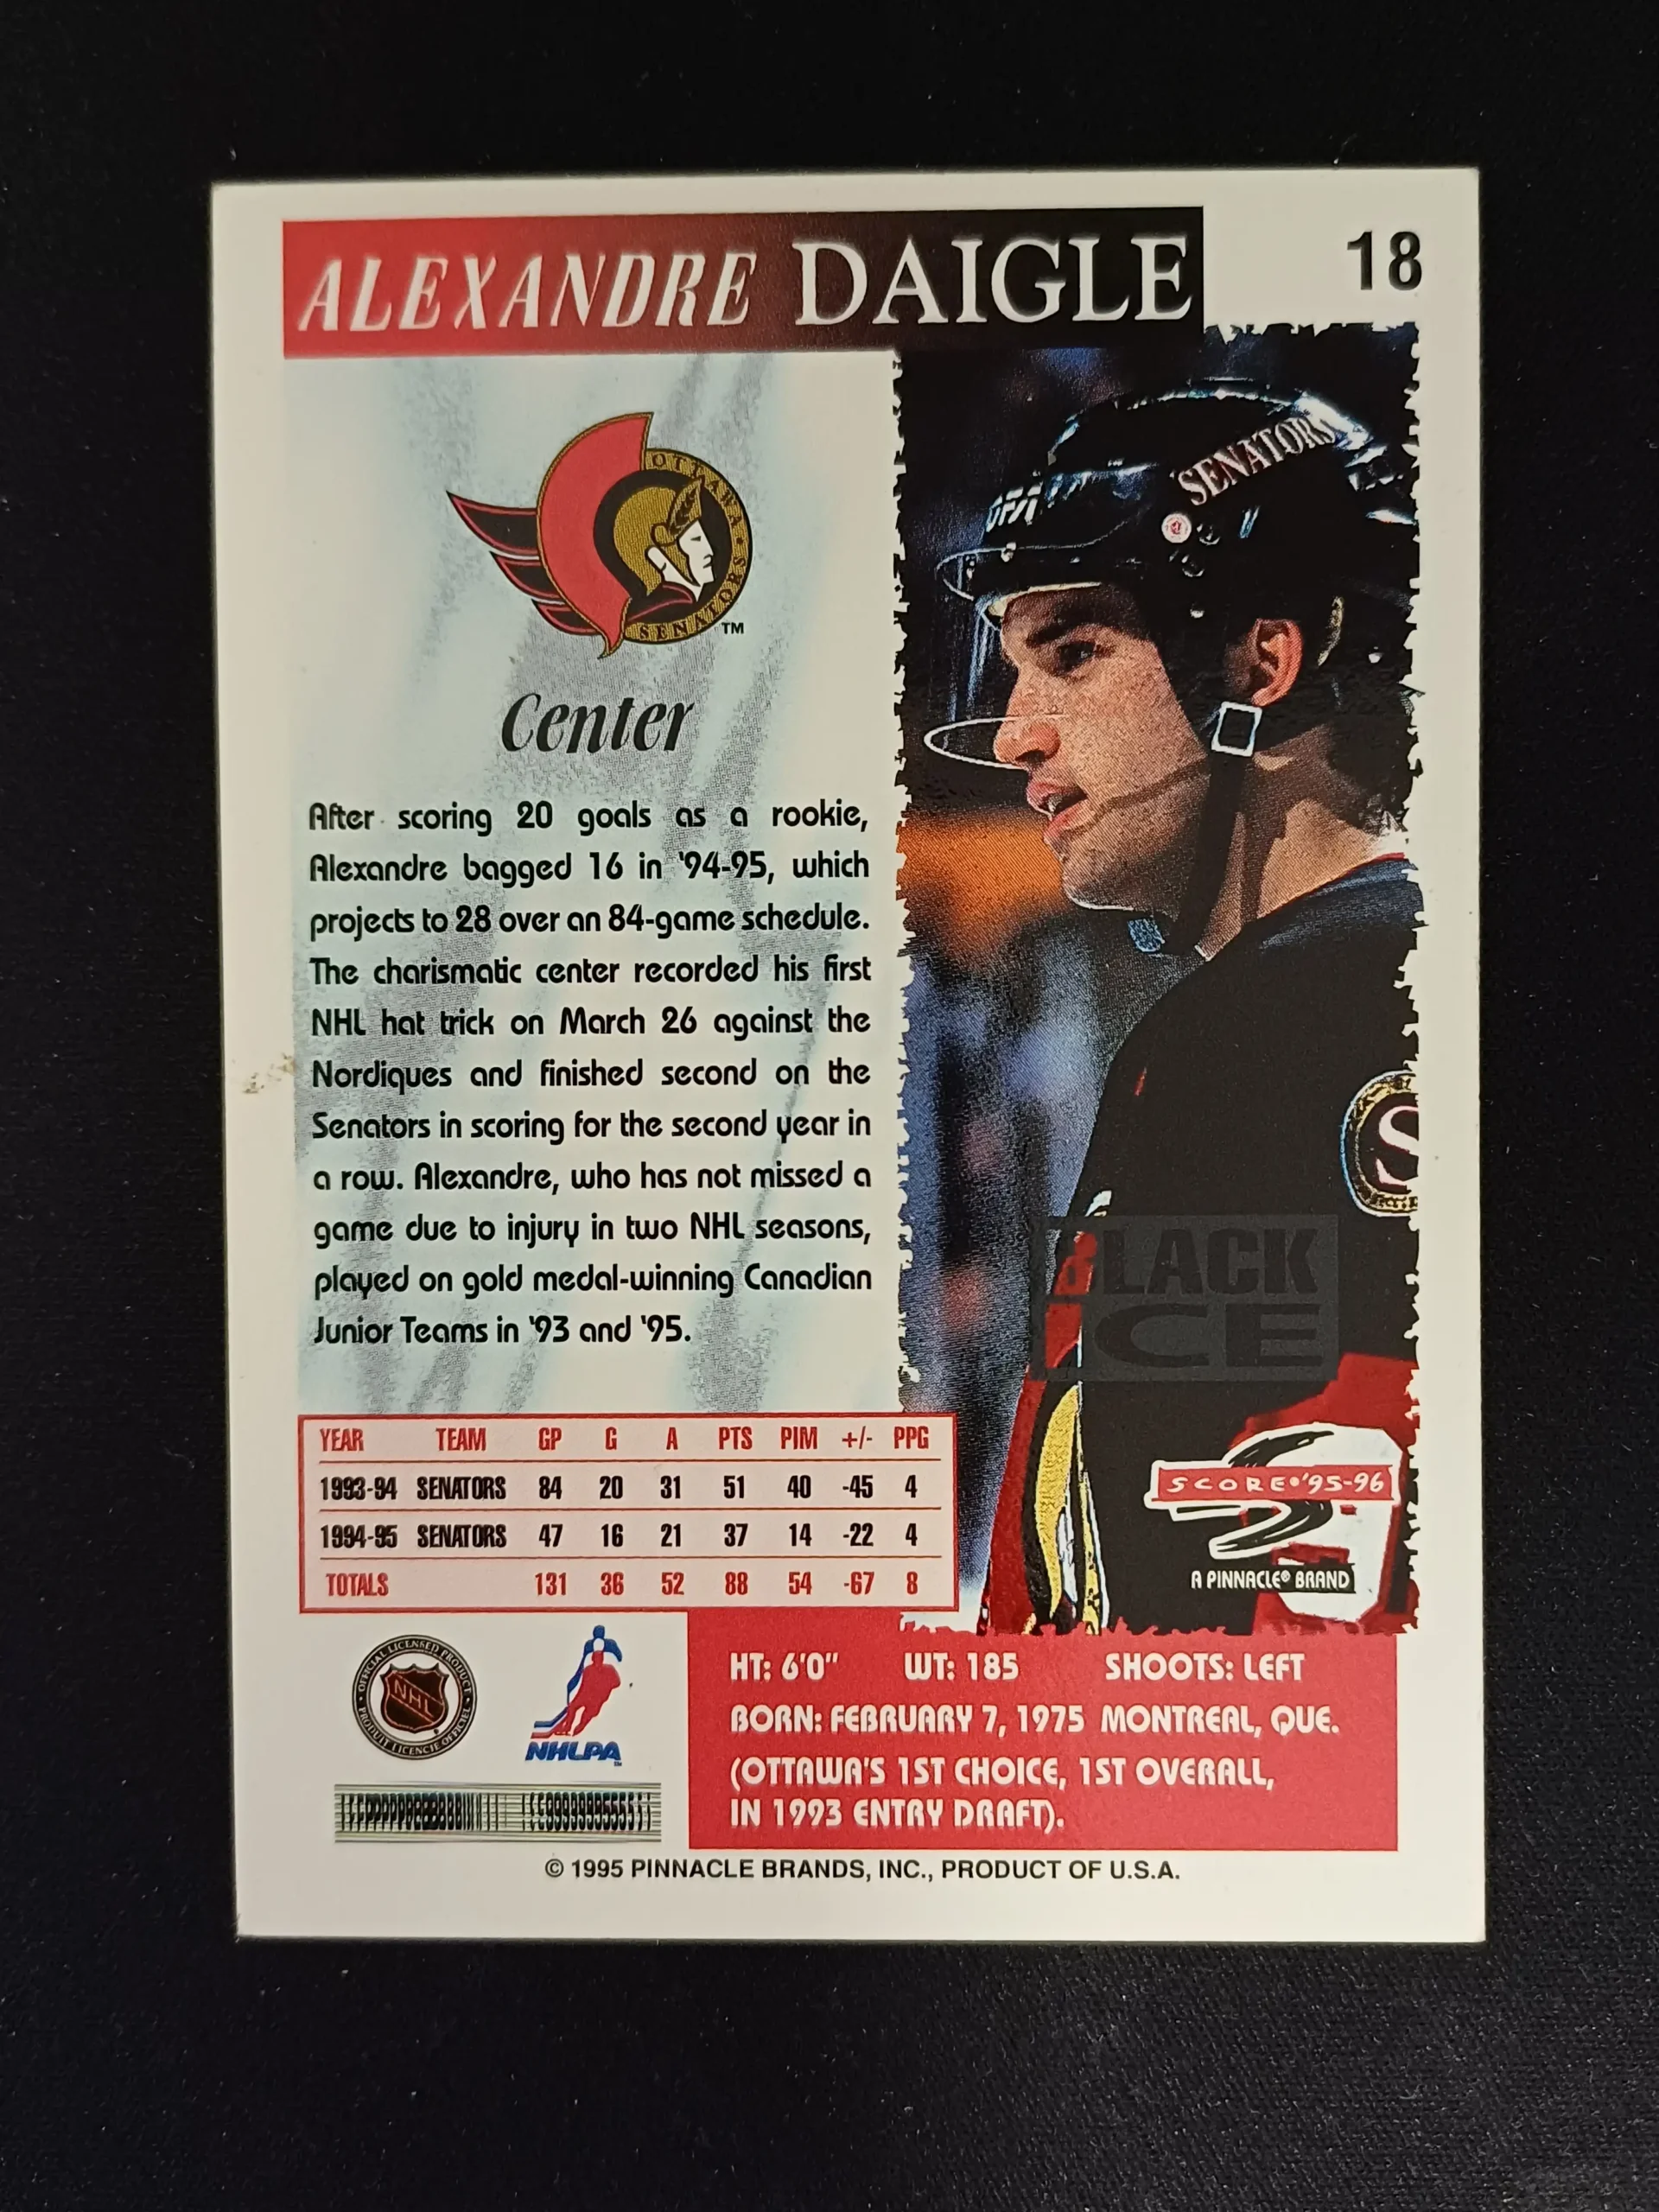 ALEXANDRE DAIGLE
18
SENATORS
OTTAWA
SENATORS
TM
Center
After scoring 20 goals as a rookie,
Alexandre bagged 16 in '94-95, which
projects to 28 over an 84-game schedule.
The charismatic center recorded his first
NHL hat trick on March 26 against the
Nordiques and finished second on the
Senators in scoring for the second year in
a row. Alexandre, who has not missed a
game due to injury in two NHL seasons,
played on gold medal-winning Canadian
Junior Teams in '93 and '95.
BLACK
ICE
YEAR TEAM GP G A PTS PIM +/- PPG
1993-94 SENATORS 84 20 31 51 40 -45 4
1994-95 SENATORS 47 16 21 37 14 -22 4
TOTALS 131 36 52 88 54 -67 8
SCORE®'95-96
A PINNACLE® BRAND
OFFICIAL LICENSED PRODUCT
NHL
PRODUIT LICENCIE OFFICIEL
NHLPA
HT: 6'0" WT: 185 SHOOTS: LEFT
BORN: FEBRUARY 7, 1975 MONTREAL, QUE.
(OTTAWA'S 1ST CHOICE, 1ST OVERALL,
IN 1993 ENTRY DRAFT).
© 1995 PINNACLE BRANDS, INC., PRODUCT OF U.S.A.